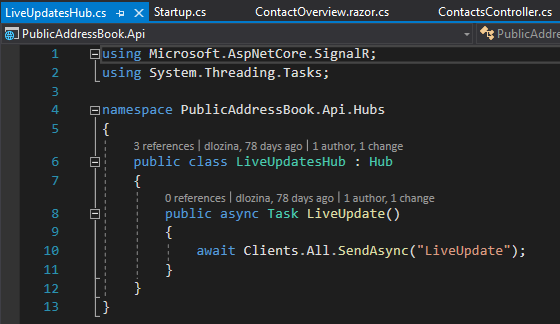 LiveUpdatesHub.cs Startup.cs ContactOverview.razor.cs ContactsController.cs
PublicAddressBook.Api PublicAddre
1 using Microsoft.AspNetCore.SignalR;
2 using System.Threading.Tasks;
3
4 namespace PublicAddressBook.Api.Hubs
5 {
3 references | dlozina, 78 days ago | 1 author, 1 change
6 public class LiveUpdatesHub : Hub
7 {
0 references | dlozina, 78 days ago | 1 author, 1 change
8 public async Task LiveUpdate()
9 {
10 await Clients.All.SendAsync("LiveUpdate");
11 }
12 }
13 }